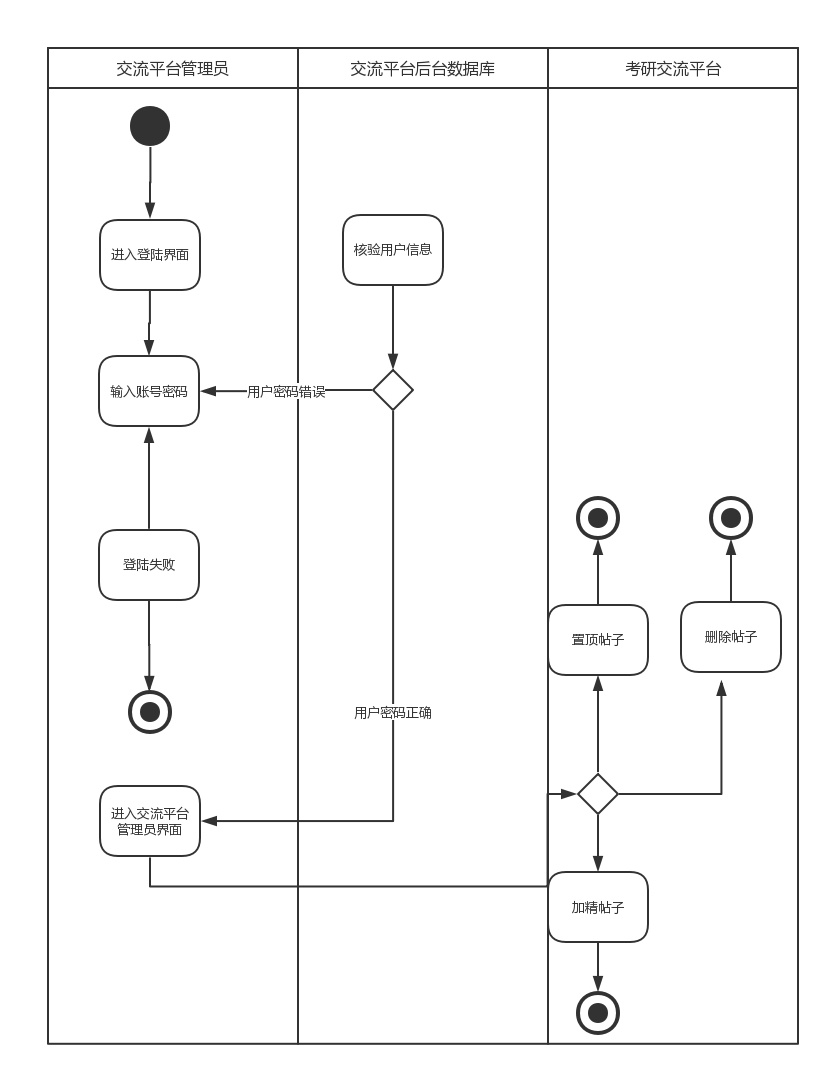 交流平台管理员
交流平台后台数据库
考研交流平台
进入登陆界面
核验用户信息
输入账号密码
用户密码错误
登陆失败
置顶帖子
删除帖子
用户密码正确
进入交流平台
管理员界面
加精帖子